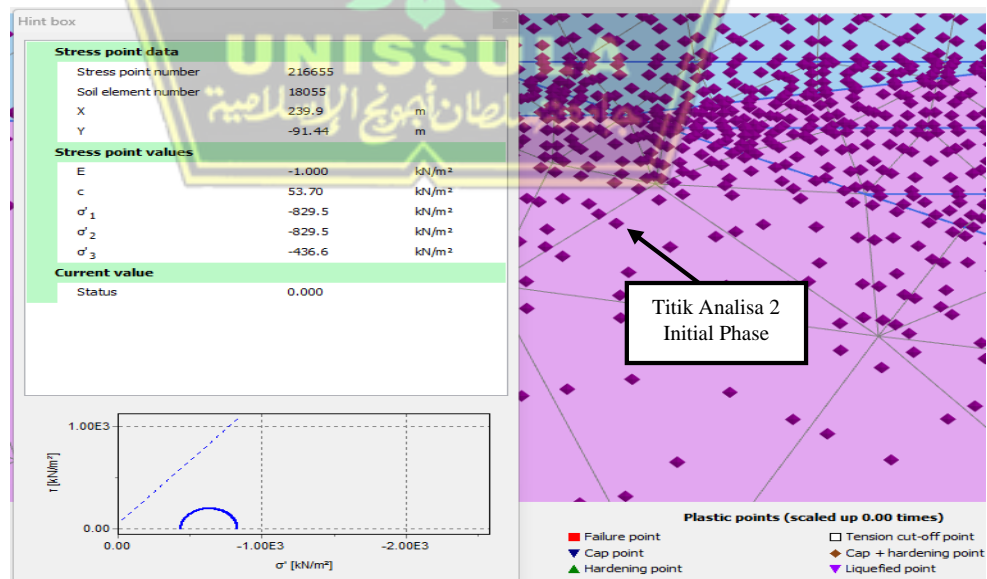 Hint box
UNISSULA
جامعة سلطان أجونج الإسلامية
Stress point data
Stress point number 216655
Soil element number 18055
X 239.9 m
Y -91.44 m
Stress point values
E -1.000 kN/m²
c 53.70 kN/m²
σ'1 -829.5 kN/m²
σ'2 -829.5 kN/m²
σ'3 -436.6 kN/m²
Current value
Status 0.000
Titik Analisa 2
Initial Phase
1.00E3
τ [kN/m²]
0.00
0.00 -1.00E3 -2.00E3
σ' [kN/m²]
Plastic points (scaled up 0.00 times)
Failure point Tension cut-off point
Cap point Cap + hardening point
Hardening point Liquefied point